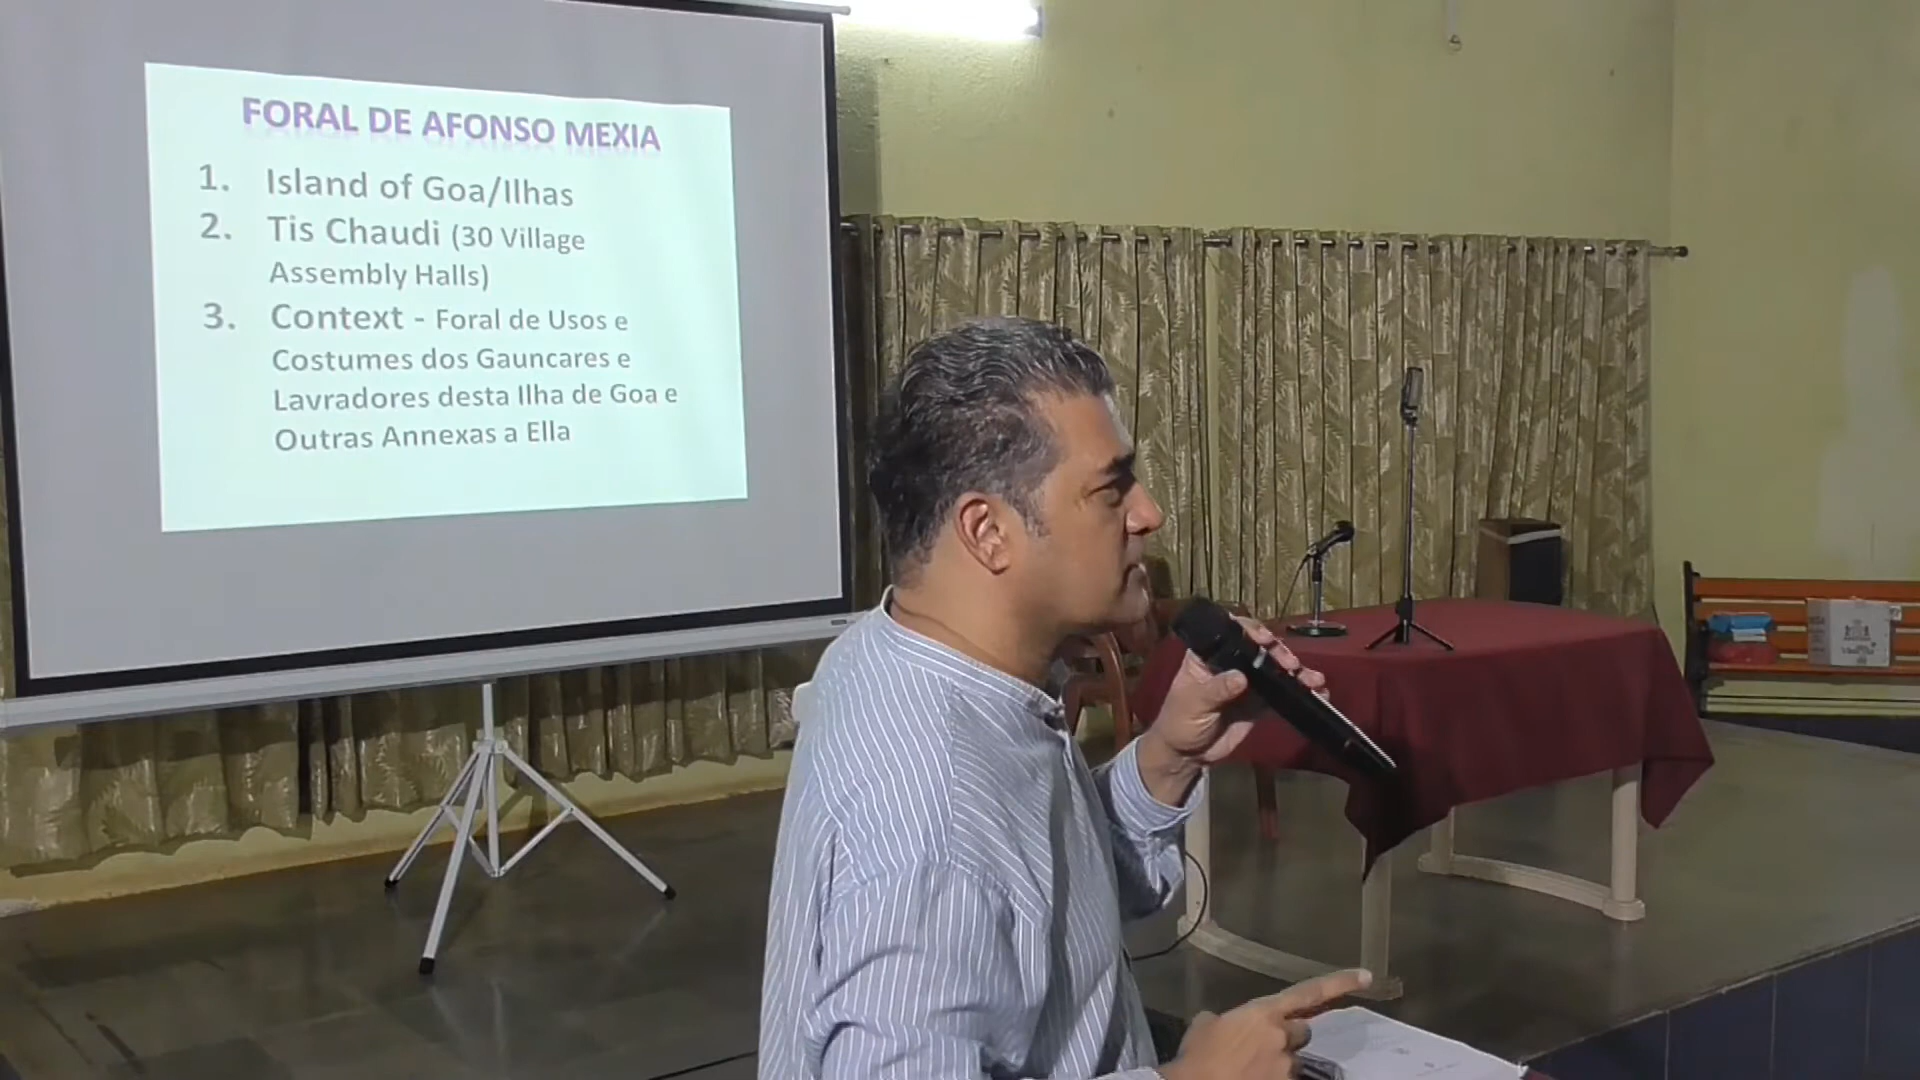 FORAL DE AFONSO MEXIA
1. Island of Goa/Ilhas
2. Tis Chaudi (30 Village
Assembly Halls)
3. Context - Foral de Usos e
Costumes dos Gauncares e
Lavradores desta Ilha de Goa e
Outras Annexas a Ella